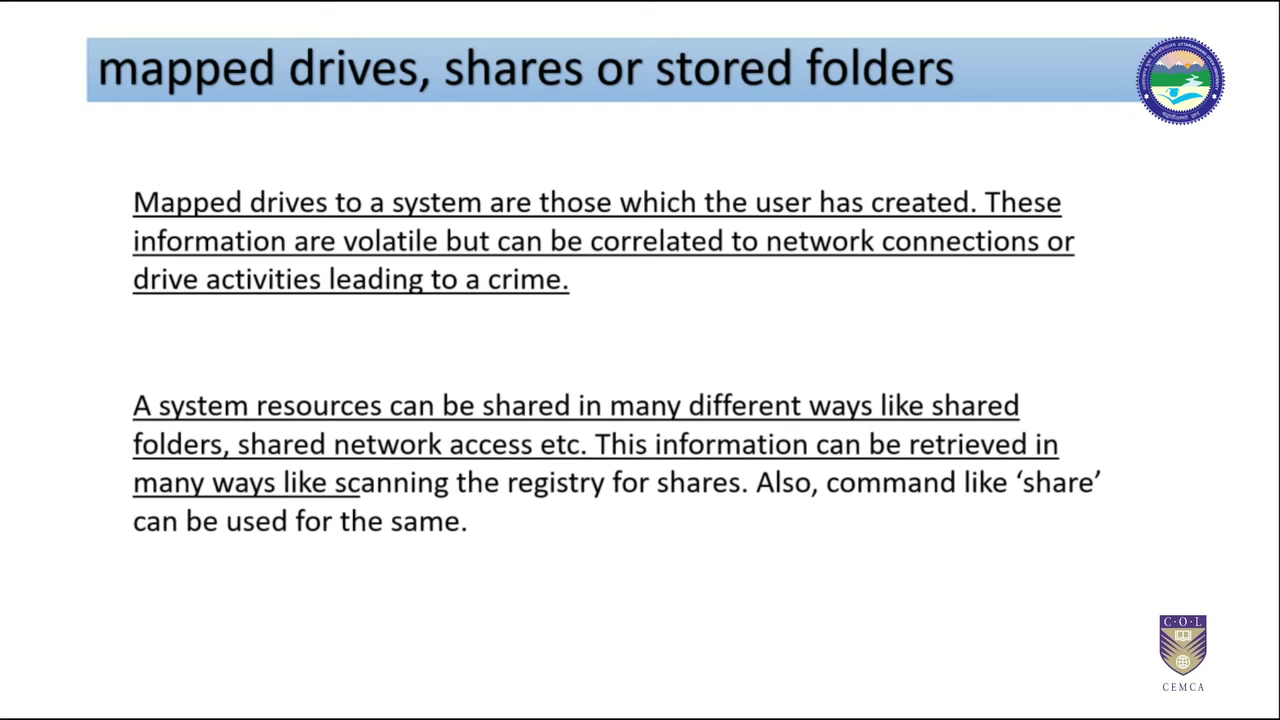 mapped drives, shares or stored folders
Mapped drives to a system are those which the user has created. These
information are volatile but can be correlated to network connections or
drive activities leading to a crime.
A system resources can be shared in many different ways like shared
folders, shared network access etc. This information can be retrieved in
many ways like scanning the registry for shares. Also, command like ‘share’
can be used for the same.
C·O·L
CEMCA